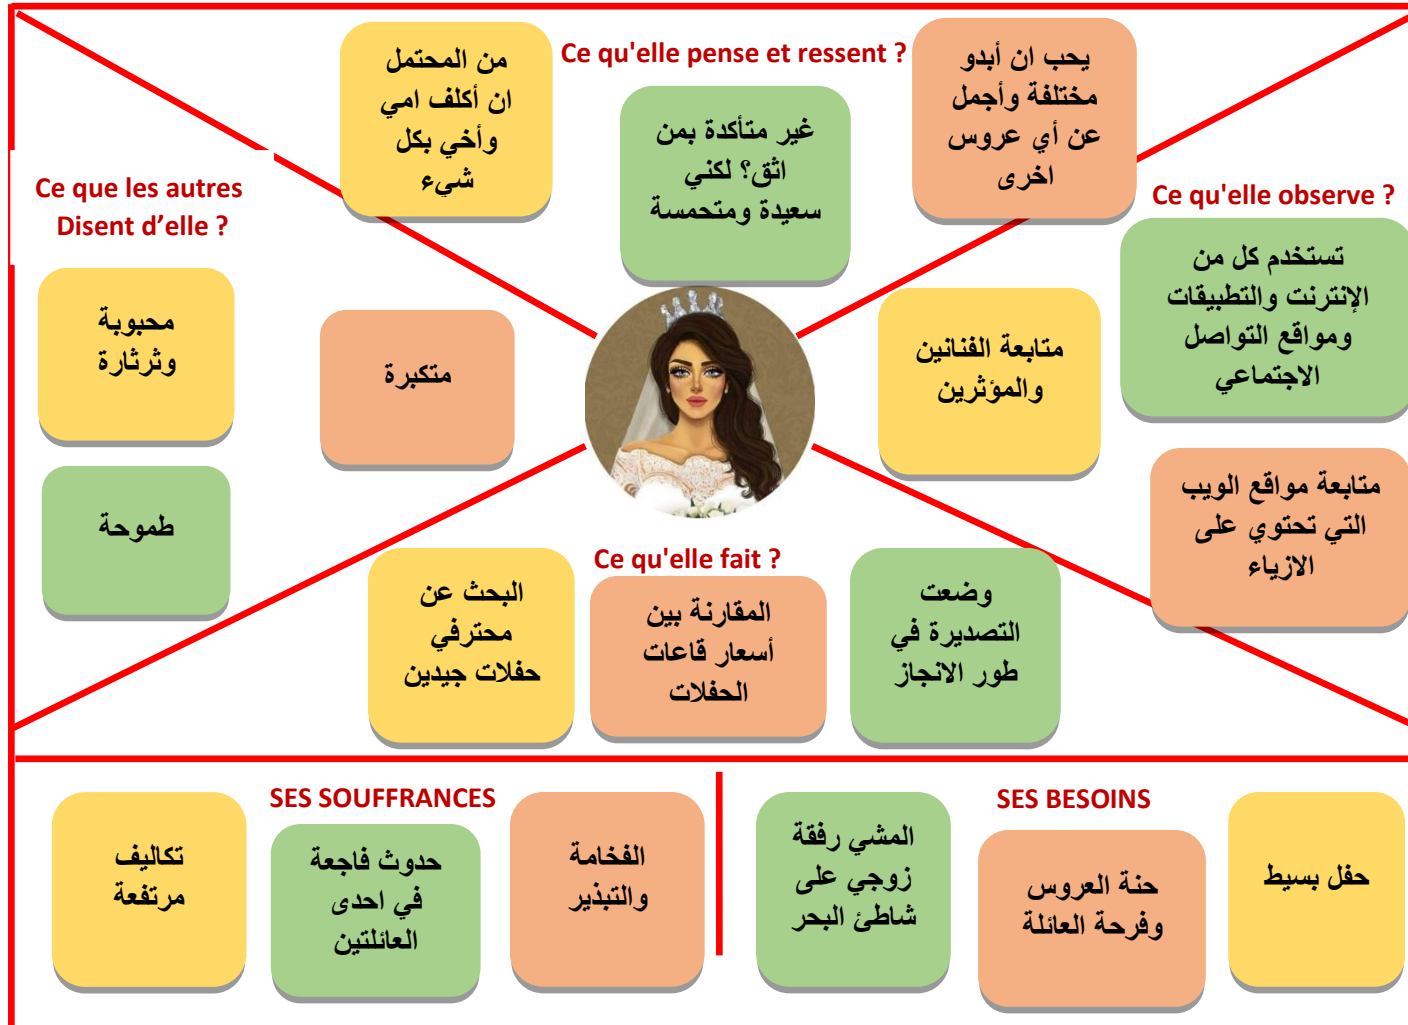 Ce qu'elle pense et ressent ?
من المحتمل
ان أكلف امي
وأخي بكل
شيء
غير متأكدة بمن
اثق؟ لكني
سعيدة ومتحمسة
يحب ان أبدو
مختلفة وأجمل
عن أي عروس
اخرى
Ce que les autres
Disent d’elle ?
محبوبة
وثرثارة
متكبرة
طموحة
Ce qu'elle observe ?
تستخدم كل من
الإنترنت والتطبيقات
ومواقع التواصل
الاجتماعي
متابعة الفنانين
والمؤثرين
متابعة مواقع الويب
التي تحتوي على
الازياء
Ce qu'elle fait ?
البحث عن
محترفي
حفلات جيدين
المقارنة بين
أسعار قاعات
الحفلات
وضعت
التصديرة في
طور الانجاز
SES SOUFFRANCES
تكاليف
مرتفعة
حدوث فاجعة
في احدى
العائلتين
الفخامة
والتبذير
SES BESOINS
المشي رفقة
زوجي على
شاطئ البحر
حنة العروس
وفرحة العائلة
حفل بسيط